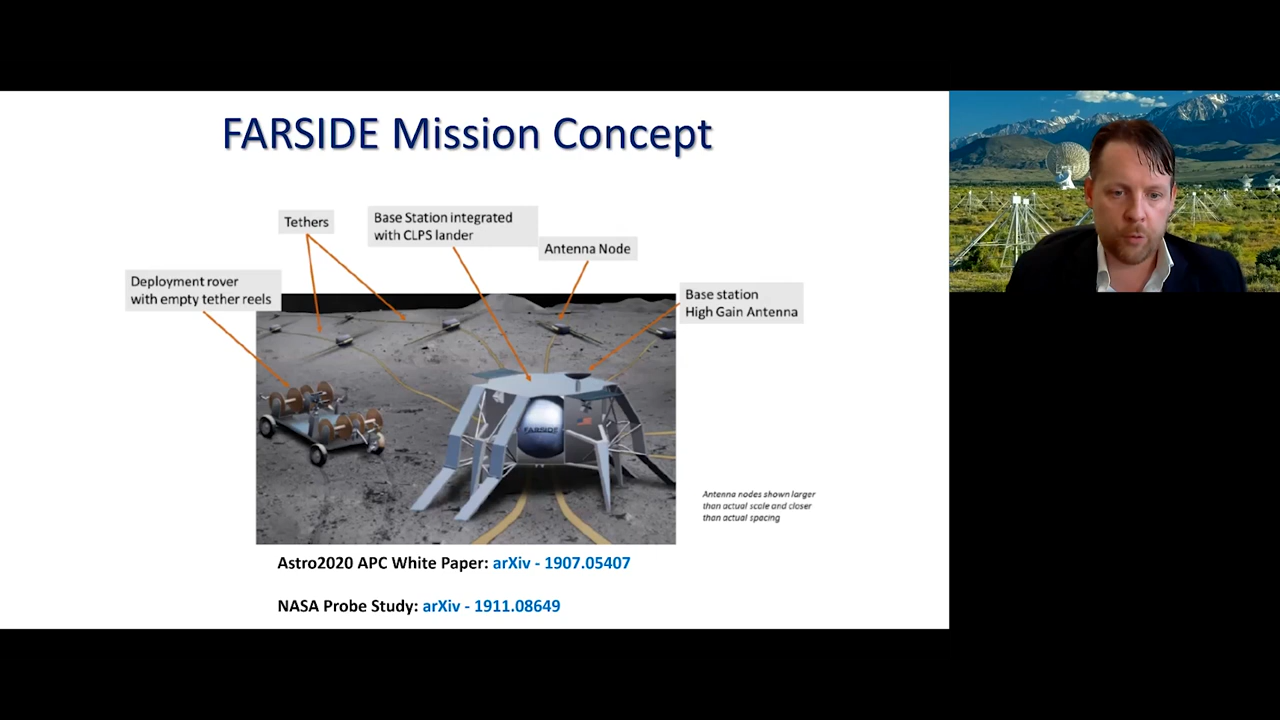 FARSIDE Mission Concept
Tethers
Base Station integrated
with CLPS lander
Antenna Node
Deployment rover
with empty tether reels
Base station
High Gain Antenna
FARSIDE
Antenna nodes shown larger
than actual scale and closer
than actual spacing
Astro2020 APC White Paper: arXiv - 1907.05407
NASA Probe Study: arXiv - 1911.08649